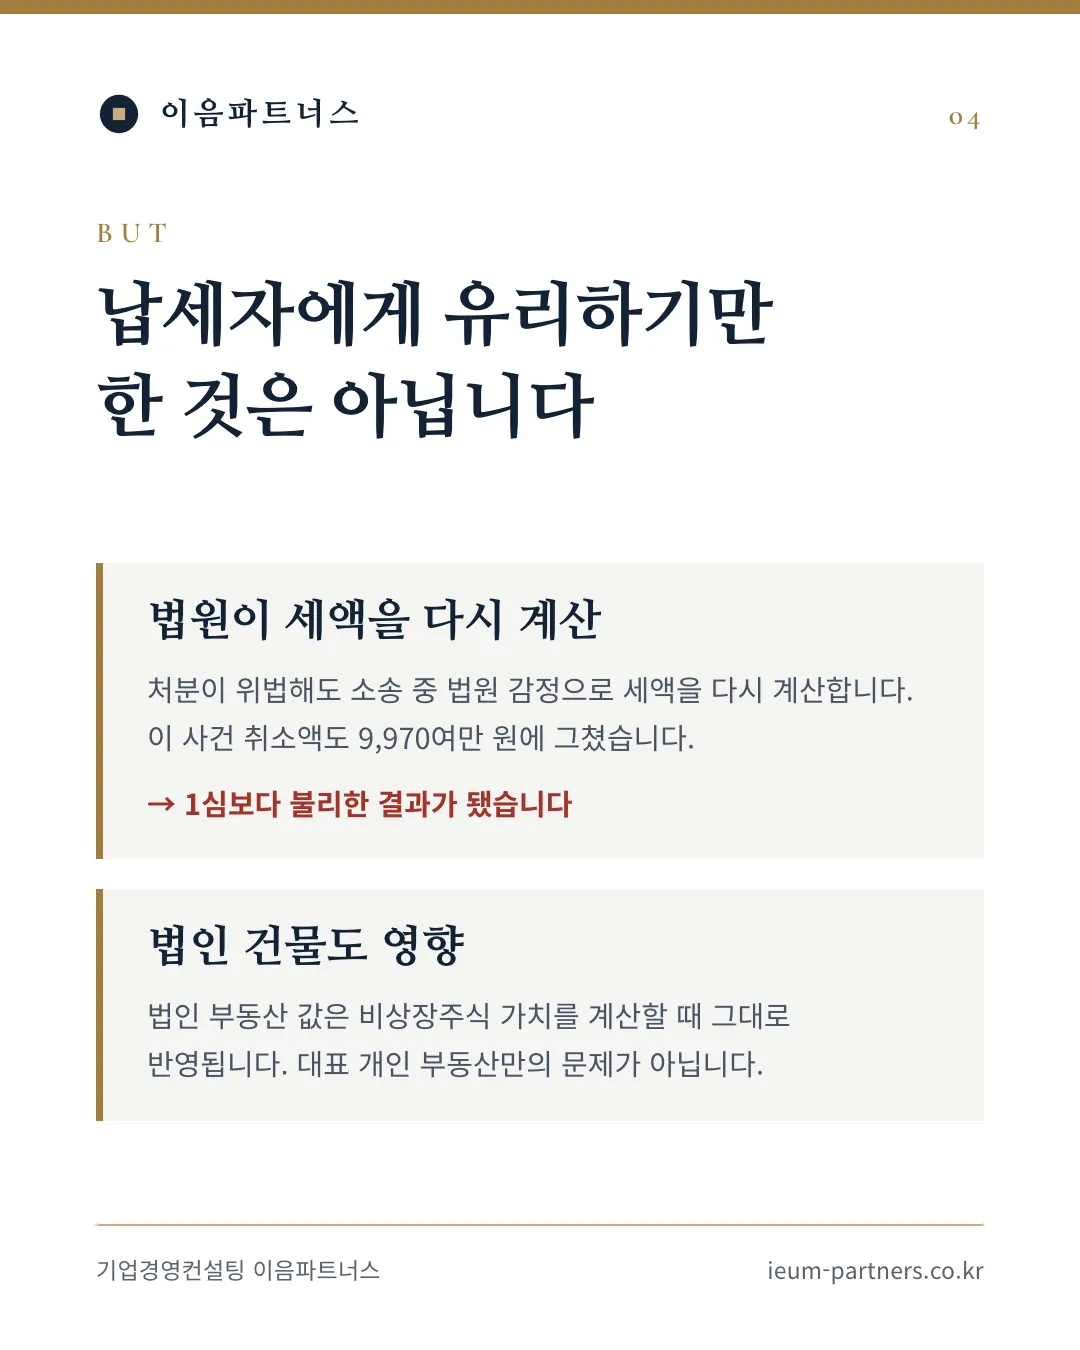 이음파트너스
04
BUT
납세자에게 유리하기만
한 것은 아닙니다
법원이 세액을 다시 계산
처분이 위법해도 소송 중 법원 감정으로 세액을 다시 계산합니다.
이 사건 취소액도 9,970여만 원에 그쳤습니다.
→ 1심보다 불리한 결과가 됐습니다
법인 건물도 영향
법인 부동산 값은 비상장주식 가치를 계산할 때 그대로
반영됩니다. 대표 개인 부동산만의 문제가 아닙니다.
기업경영컨설팅 이음파트너스
ieum-partners.co.kr